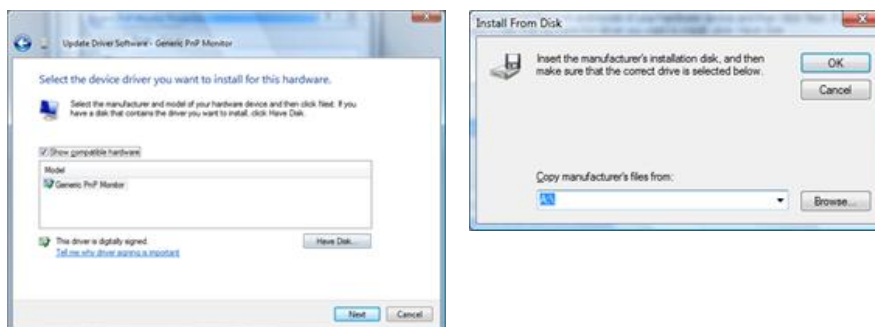 Update Driver Software - Generic PnP Monitor
Select the device driver you want to install for this hardware.
Select the manufacturer and model of your hardware device and then click Next. If you
have a disk that contains the driver you want to install, click Have Disk.
Show compatible hardware
Model
Generic PnP Monitor
This driver is digitally signed.
Tell me why driver signing is important
Have Disk...
Next
Cancel
Install From Disk
Insert the manufacturer's installation disk, and then
make sure that the correct drive is selected below.
OK
Cancel
Copy manufacturer's files from:
A:\
Browse...